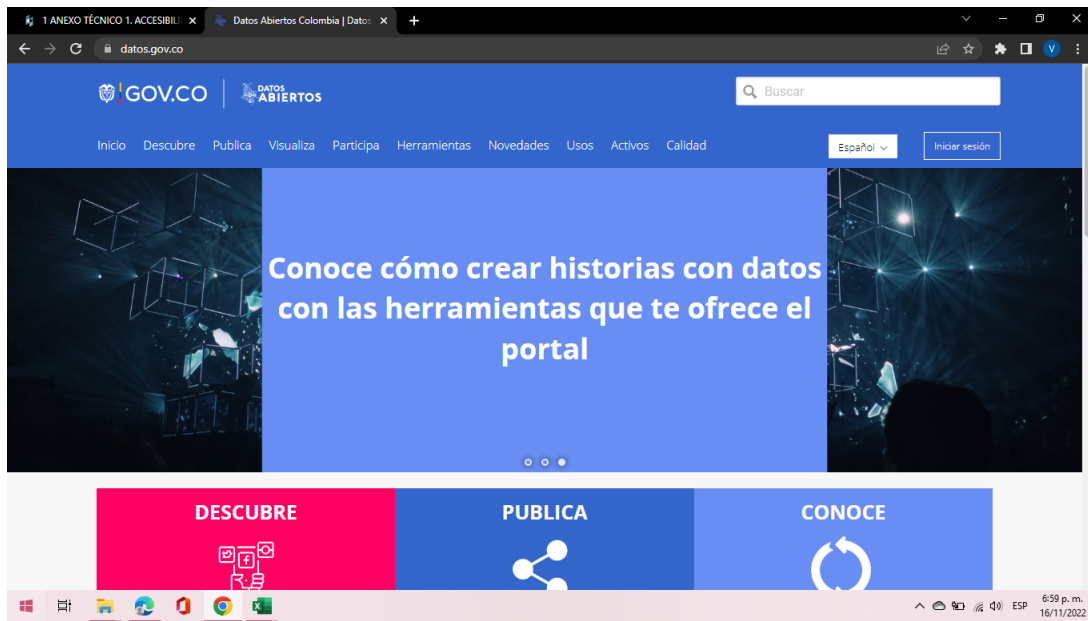 1 ANEXO TÉCNICO 1. ACCESIBILI
Datos Abiertos Colombia | Datos
datos.gov.co
V
GOV.CO
DATOS
ABIERTOS
Buscar
Inicio Descubre Publica Visualiza Participa Herramientas Novedades Usos Activos Calidad
Español
Iniciar sesión
Conoce cómo crear historias con datos
con las herramientas que te ofrece el
portal
DESCUBRE PUBLICA CONOCE
ESP
6:59 p. m.
16/11/2022